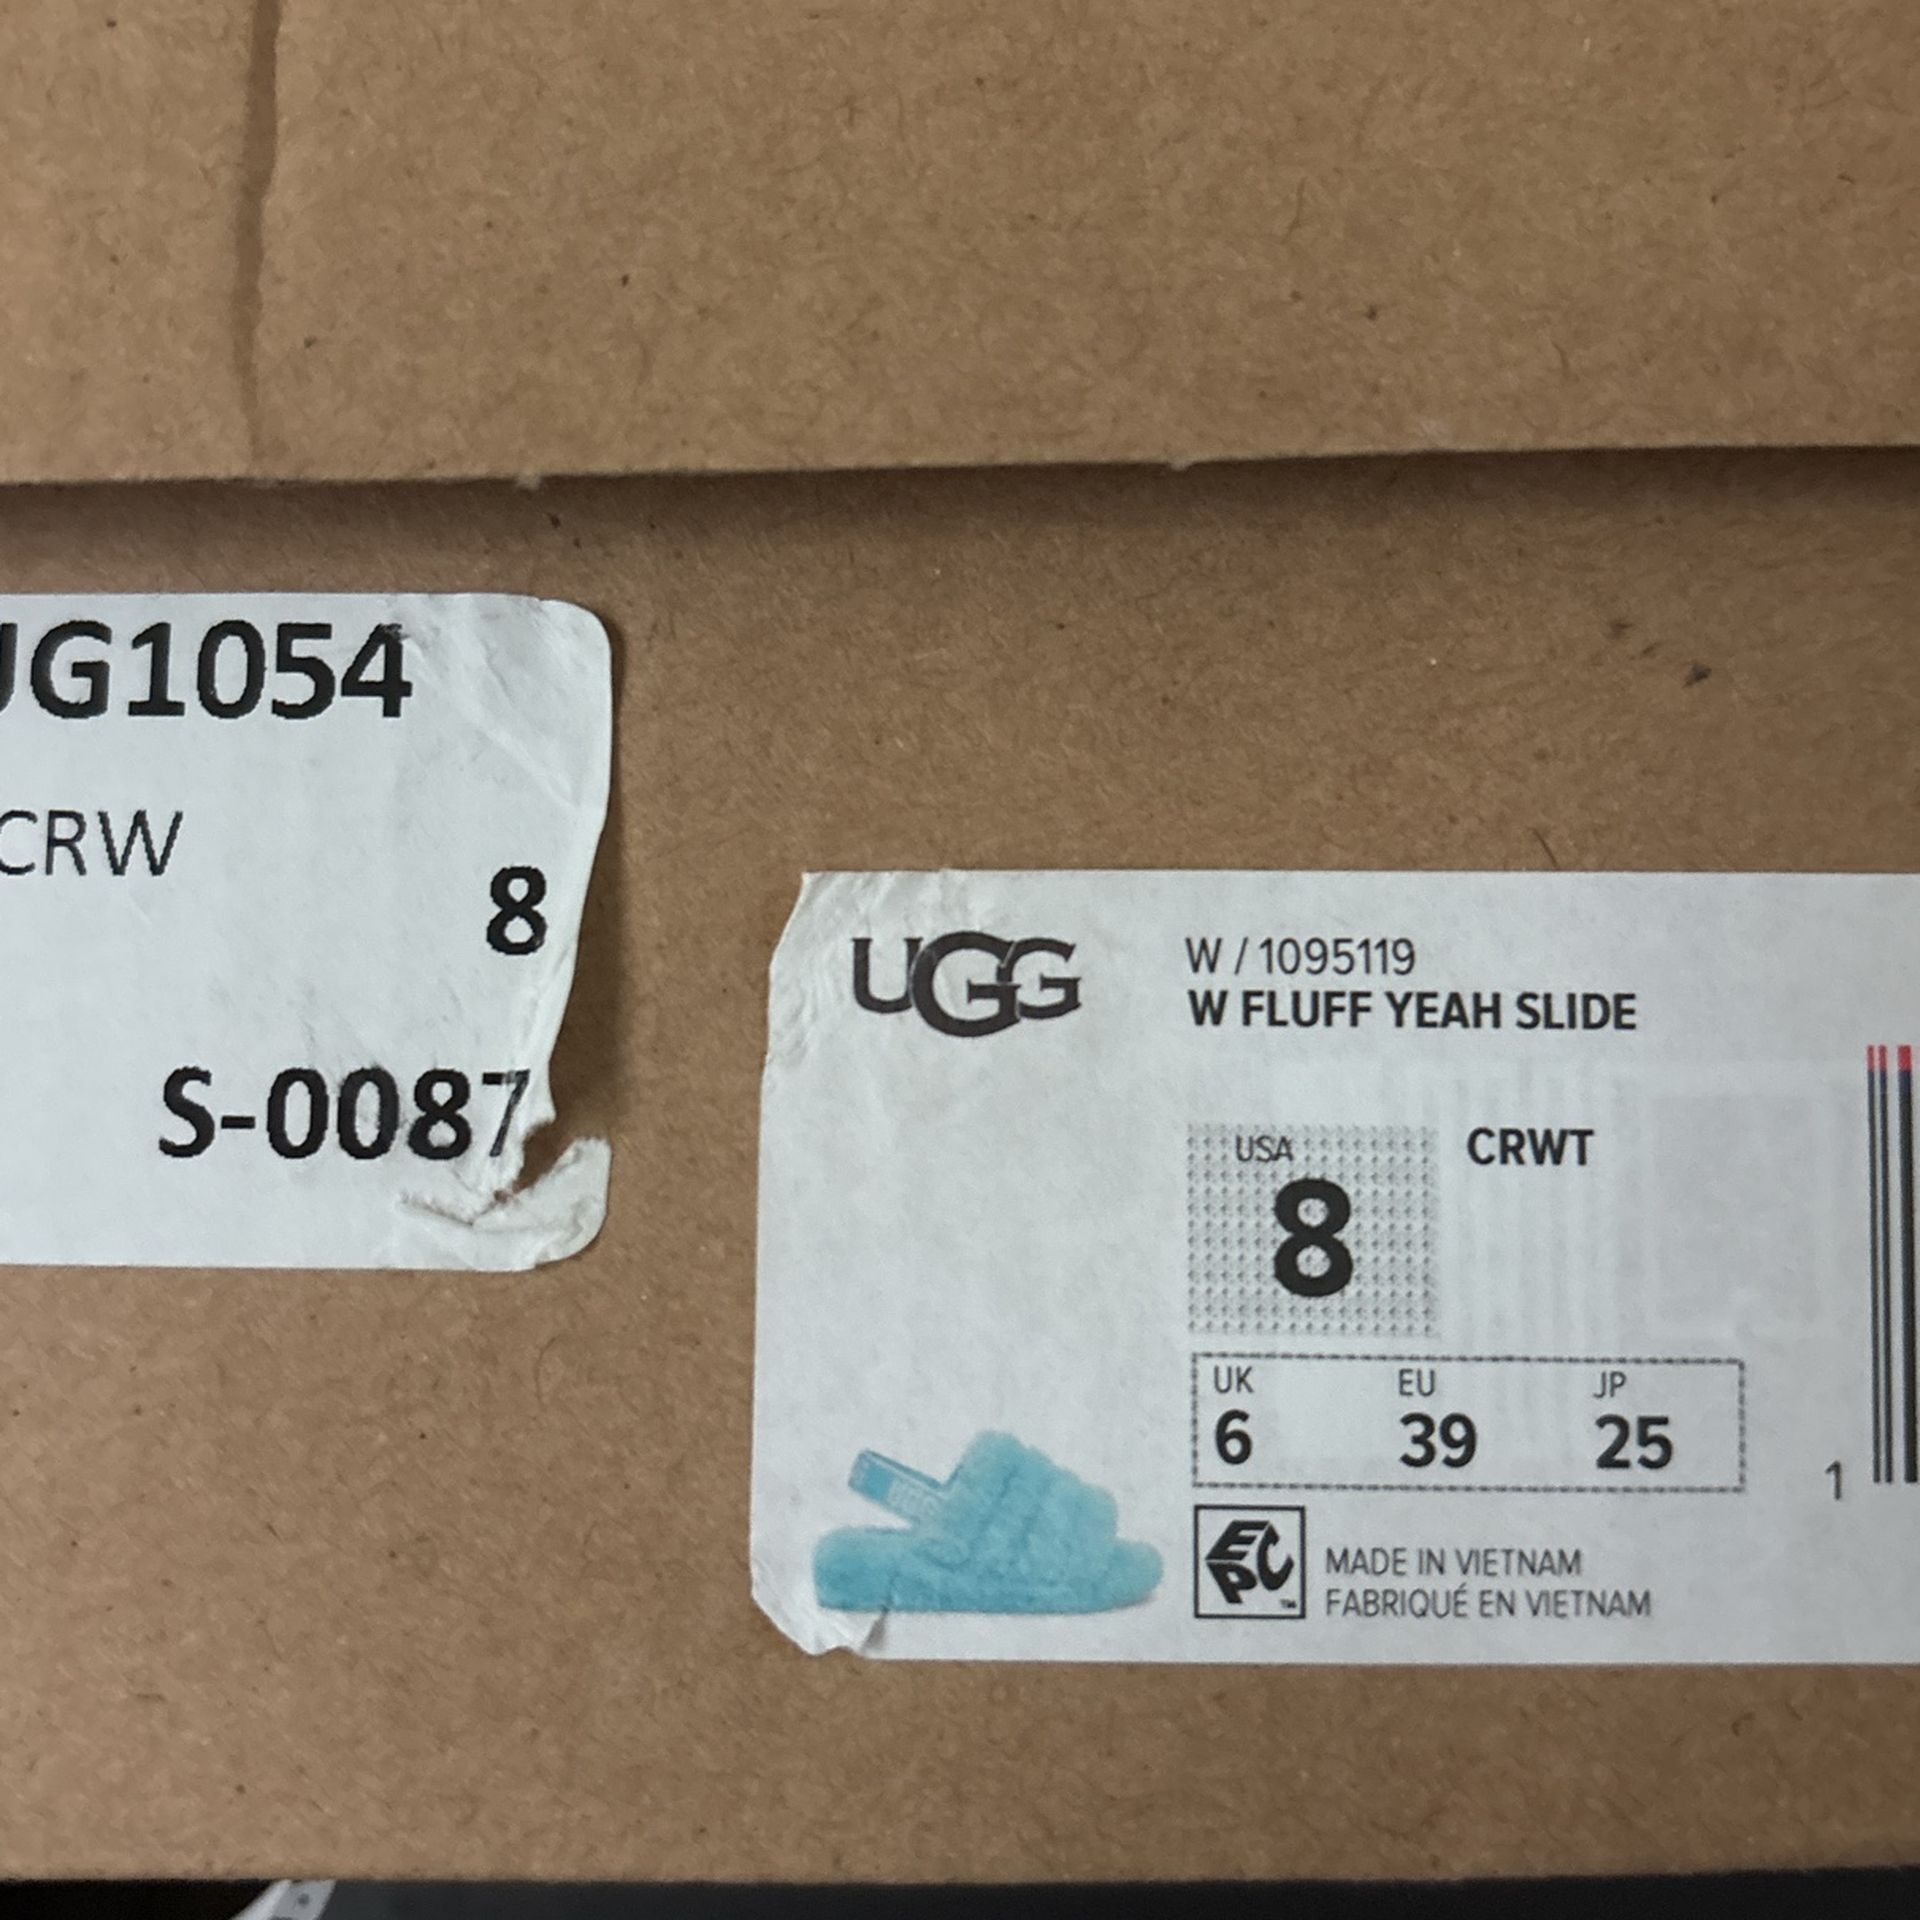 UG1054
CRW
8
S-0087
UGG
W / 1095119
W FLUFF YEAH SLIDE
USA
8
CRWT
UK EU JP
6 39 25
1
EPC
MADE IN VIETNAM
FABRIQUÉ EN VIETNAM